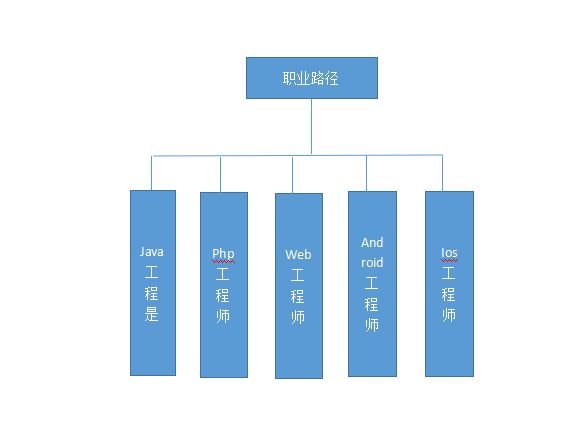 职业路径
Java
工
程
是
Php
工
程
师
Web
工
程
师
And
roid
工
程
师
Ios
工
程
师